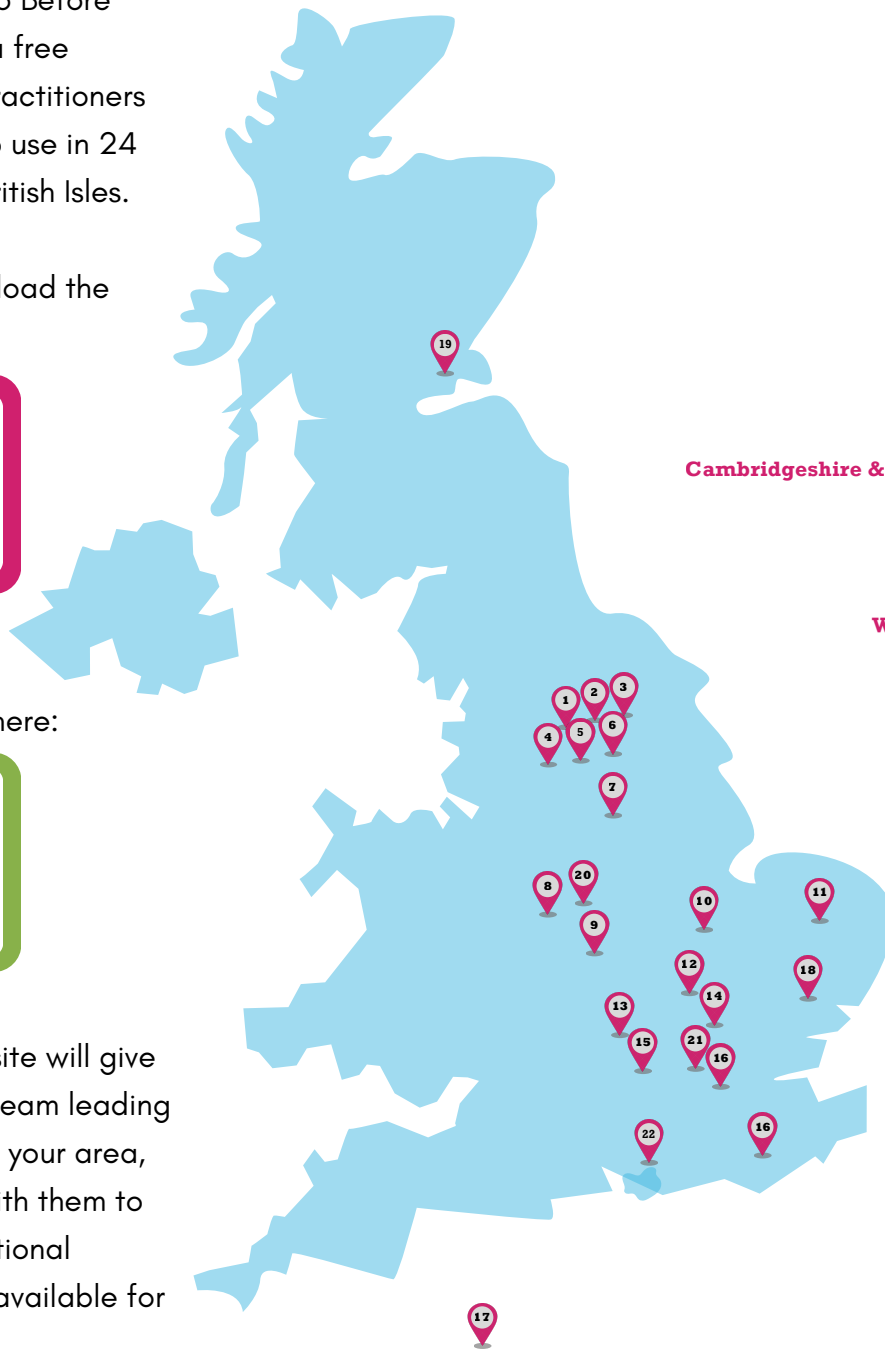 o Before
free
ractitioners
use in 24
itish Isles.
load the
here:
site will give
eam leading
your area,
ith them to
tional
available for
19
Cambridgeshire &
W
1
2
3
4
5
6
7
8
20
9
10
11
12
18
14
13
15
21
16
22
16
17